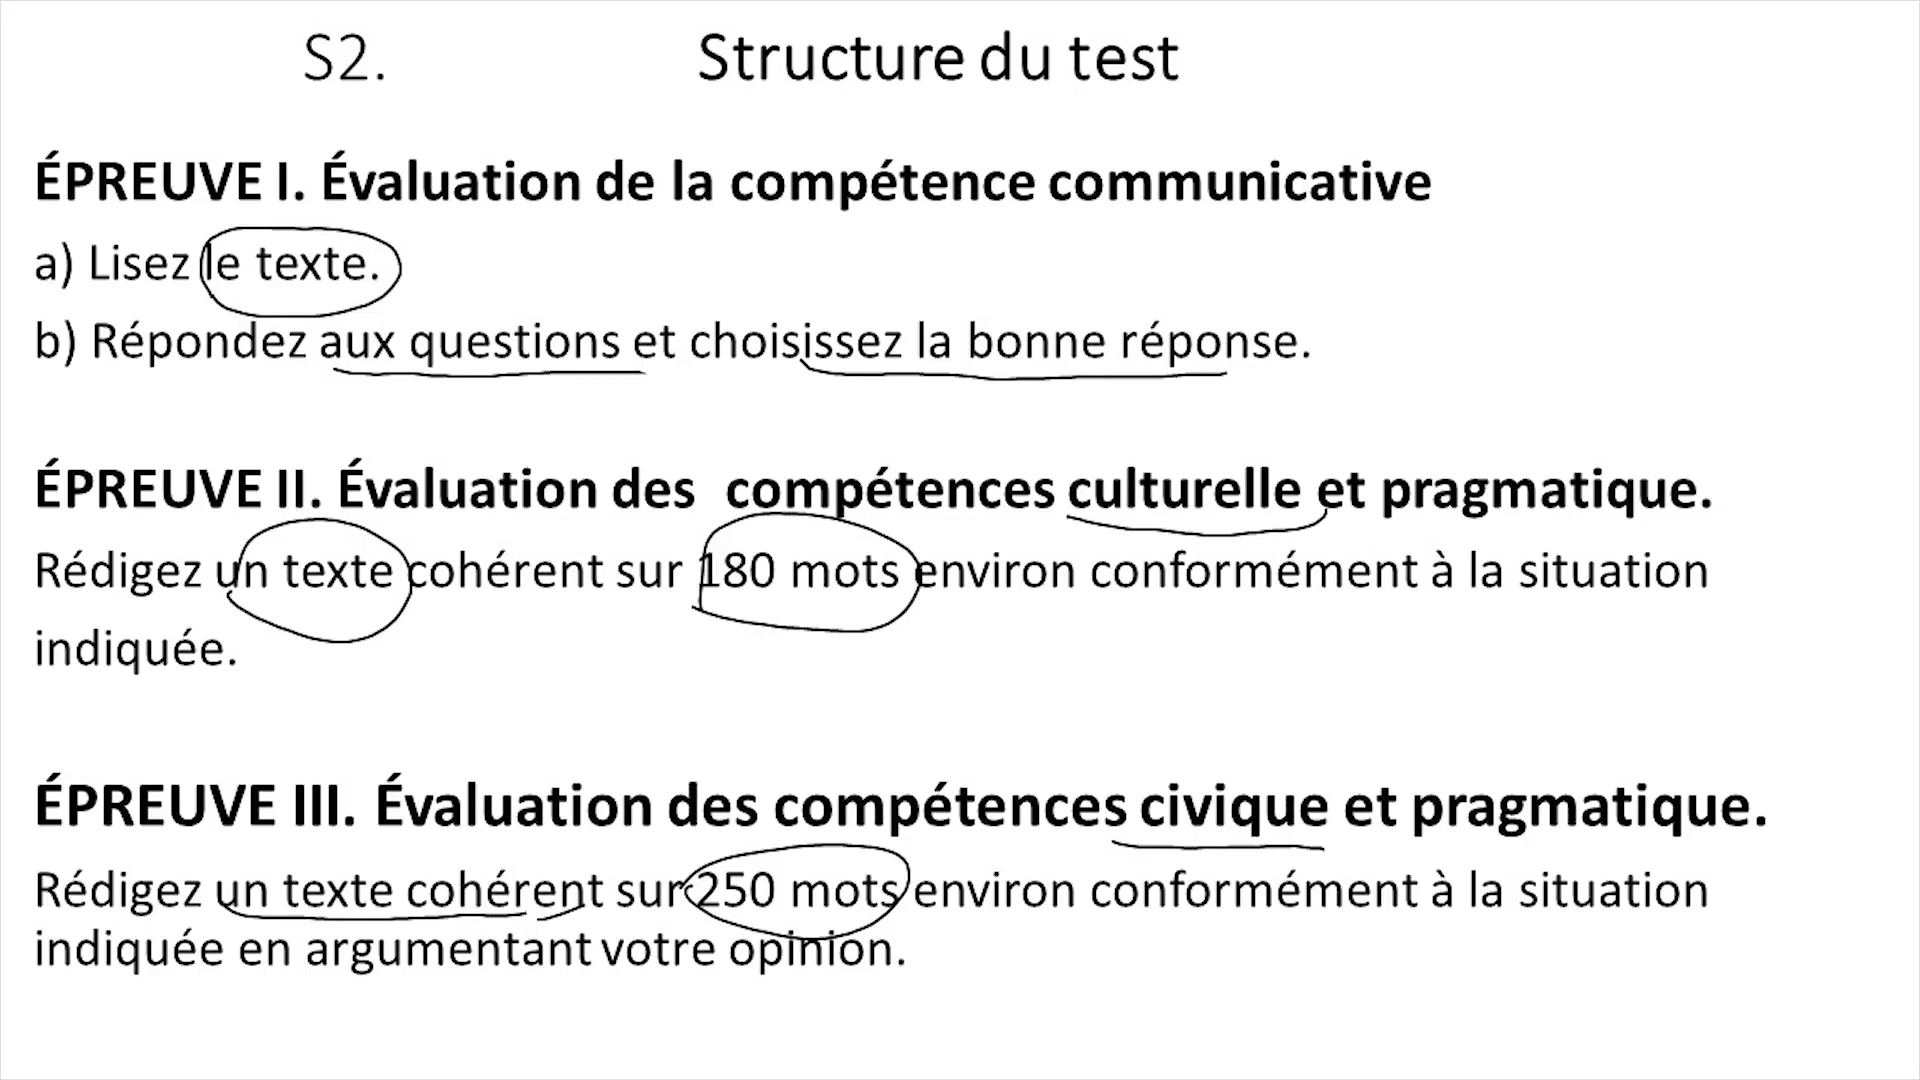 S2. Structure du test
ÉPREUVE I. Évaluation de la compétence communicative
a) Lisez le texte.
b) Répondez aux questions et choisissez la bonne réponse.
ÉPREUVE II. Évaluation des compétences culturelle et pragmatique.
Rédigez un texte cohérent sur 180 mots environ conformément à la situation
indiquée.
ÉPREUVE III. Évaluation des compétences civique et pragmatique.
Rédigez un texte cohérent sur 250 mots environ conformément à la situation
indiquée en argumentant votre opinion.